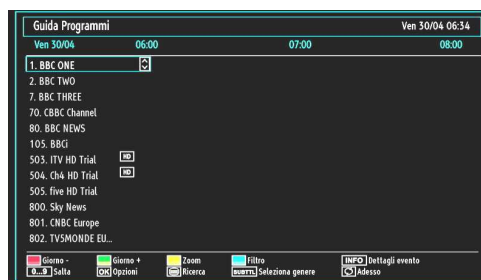 Guida Programmi Ven 30/04 06:34
Ven 30/04 06:00 07:00 08:00
1. BBC ONE
2. BBC TWO
7. BBC THREE
70. CBBC Channel
80. BBC NEWS
105. BBCi
503. ITV HD Trial HD
504. Ch4 HD Trial HD
505. five HD Trial
800. Sky News
801. CNBC Europe
802. TV5MONDE EU...
Giorno - Giorno + Zoom Filtro INFO Dettagli evento
0...9 Salta OK Opzioni Ricerca SUBTTL Seleziona genere Adesso